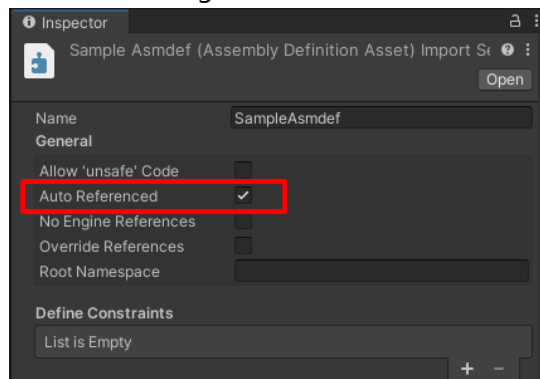 Inspector
Sample Asmdef (Assembly Definition Asset) Import Se
Open
Name SampleAsmdef
General
Allow 'unsafe' Code
Auto Referenced
No Engine References
Override References
Root Namespace
Define Constraints
List is Empty